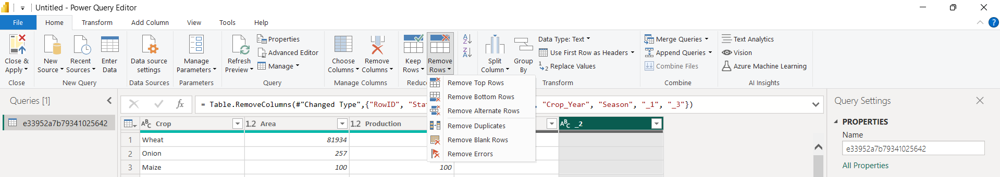 Untitled - Power Query Editor
File Home Transform Add Column View Tools Help
Close & Apply
Close
New Source
Recent Sources
Enter Data
New Query
Data source settings
Data Sources
Manage Parameters
Parameters
Refresh Preview
Properties
Advanced Editor
Manage
Query
Choose Columns
Remove Columns
Manage Columns
Keep Rows
Remove Rows
Reduc
A Z
Z A
Split Column
Group By
Data Type: Text
Use First Row as Headers
1 2 Replace Values
Transform
Merge Queries
Append Queries
Combine Files
Combine
Text Analytics
Vision
Azure Machine Learning
AI Insights
Remove Top Rows
Remove Bottom Rows
Remove Alternate Rows
Remove Duplicates
Remove Blank Rows
Remove Errors
Queries [1]
e33952a7b79341025642
fx = Table.RemoveColumns(#"Changed Type",{"RowID", "Stat , "Crop_Year", "Season", "_1", "_3"})
ABC Crop 1.2 Area 1.2 Production ABC _2
1 Wheat 81934
2 Onion 257
3 Maize 100 100
Query Settings
PROPERTIES
Name
e33952a7b79341025642
All Properties